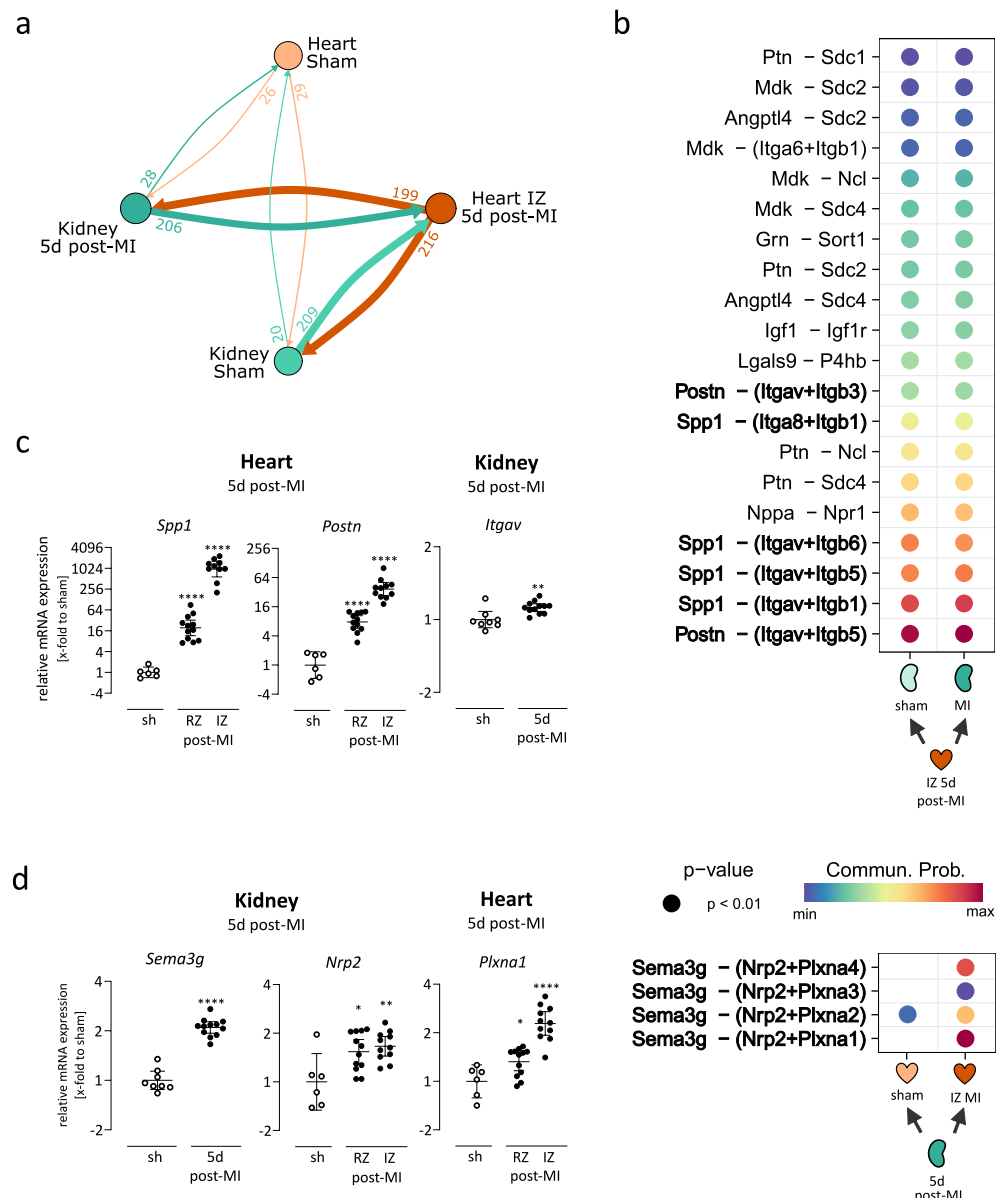 a
Heart
Sham
26
29
28
199
Heart IZ
5d post-MI
Kidney
5d post-MI
206
216
20
209
Kidney
Sham
b
Ptn – Sdc1
Mdk – Sdc2
Angptl4 – Sdc2
Mdk – (Itga6+Itgb1)
Mdk – Ncl
Mdk – Sdc4
Grn – Sort1
Ptn – Sdc2
Angptl4 – Sdc4
Igf1 – Igf1r
Lgals9 – P4hb
Postn – (Itgav+Itgb3)
Spp1 – (Itga8+Itgb1)
Ptn – Ncl
Ptn – Sdc4
Nppa – Npr1
Spp1 – (Itgav+Itgb6)
Spp1 – (Itgav+Itgb5)
Spp1 – (Itgav+Itgb1)
Postn – (Itgav+Itgb5)
sham MI
IZ 5d
post-MI
c
Heart
5d post-MI
Kidney
5d post-MI
Spp1
Postn
Itgav
relative mRNA expression
[x-fold to sham]
4096
1024
256
64
16
4
1
-4
****
****
sh RZ IZ
post-MI
256
64
16
4
1
-4
****
****
sh RZ IZ
post-MI
2
1
-2
**
sh 5d
post-MI
p-value
p < 0.01
Commun. Prob.
min max
Sema3g – (Nrp2+Plxna4)
Sema3g – (Nrp2+Plxna3)
Sema3g – (Nrp2+Plxna2)
Sema3g – (Nrp2+Plxna1)
sham IZ MI
5d
post-MI
d
Kidney
5d post-MI
Heart
5d post-MI
Sema3g
Nrp2
Plxna1
relative mRNA expression
[x-fold to sham]
4
2
1
-2
****
sh 5d
post-MI
4
2
1
-2
*
**
sh RZ IZ
post-MI
4
2
1
-2
*
****
sh RZ IZ
post-MI